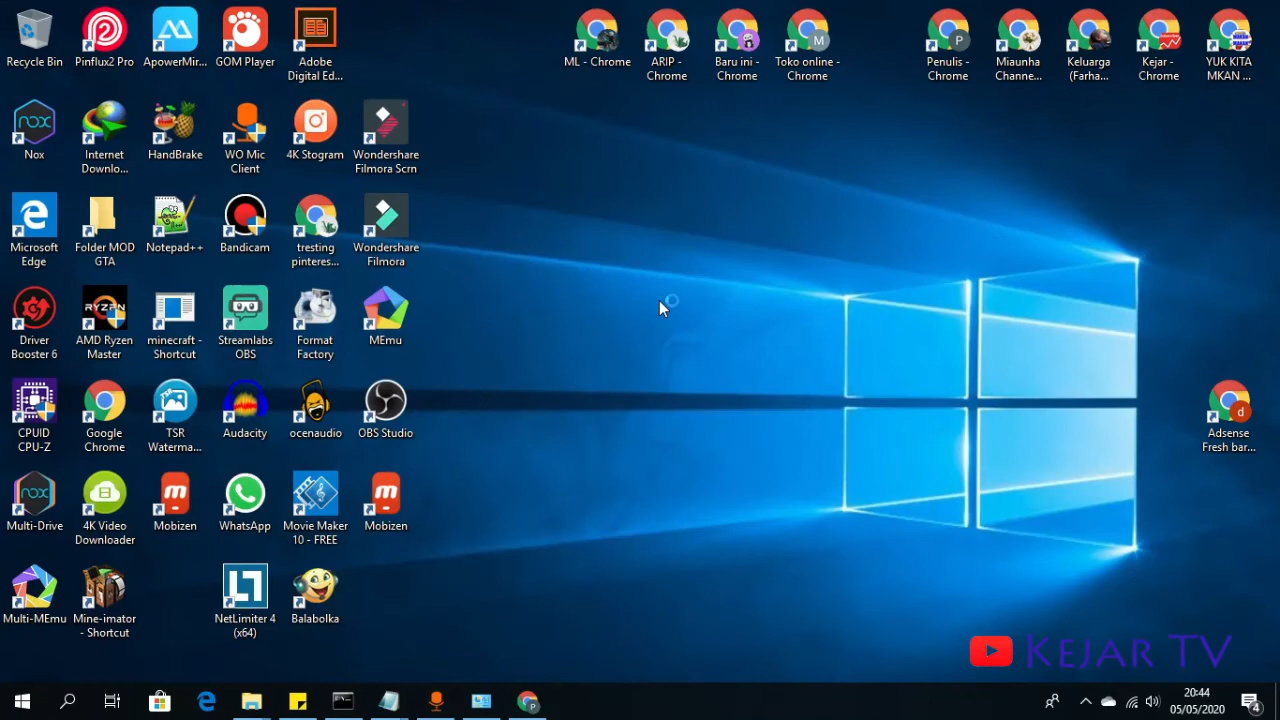 Recycle Bin
Pinflux2 Pro
ApowerMir...
GOM Player
Adobe
Digital Ed...
ML - Chrome
ARIP -
Chrome
Baru ini -
Chrome
Toko online -
Chrome
M
Penulis -
Chrome
P
Miaunha
Channe...
Keluarga
(Farha...
Kejar -
Chrome
YUK KITA
MKAN ...
nox
Nox
Internet
Downlo...
HandBrake
WO Mic
Client
4K Stogram
Wondershare
Filmora Scrn
Microsoft
Edge
Folder MOD
GTA
Notepad++
Bandicam
tresting
pinteres...
Wondershare
Filmora
Driver
Booster 6
RYZEN
AMD Ryzen
Master
minecraft -
Shortcut
Streamlabs
OBS
Format
Factory
MEmu
CPUID
CPU-Z
Google
Chrome
TSR
Waterma...
Audacity
ocenaudio
OBS Studio
d
Adsense
Fresh bar...
nox
Multi-Drive
4K Video
Downloader
m
Mobizen
WhatsApp
Movie Maker
10 - FREE
m
Mobizen
Multi-MEmu
Mine-imator
- Shortcut
NetLimiter 4
(x64)
Balabolka
Kejar TV
P
20:44
05/05/2020
4